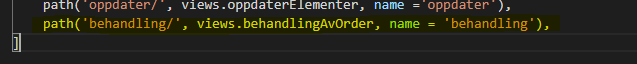 path('oppdater/', views.oppdaterElementer, name ='oppdater'),
path('behandling/', views.behandlingAvOrder, name = 'behandling'),
]